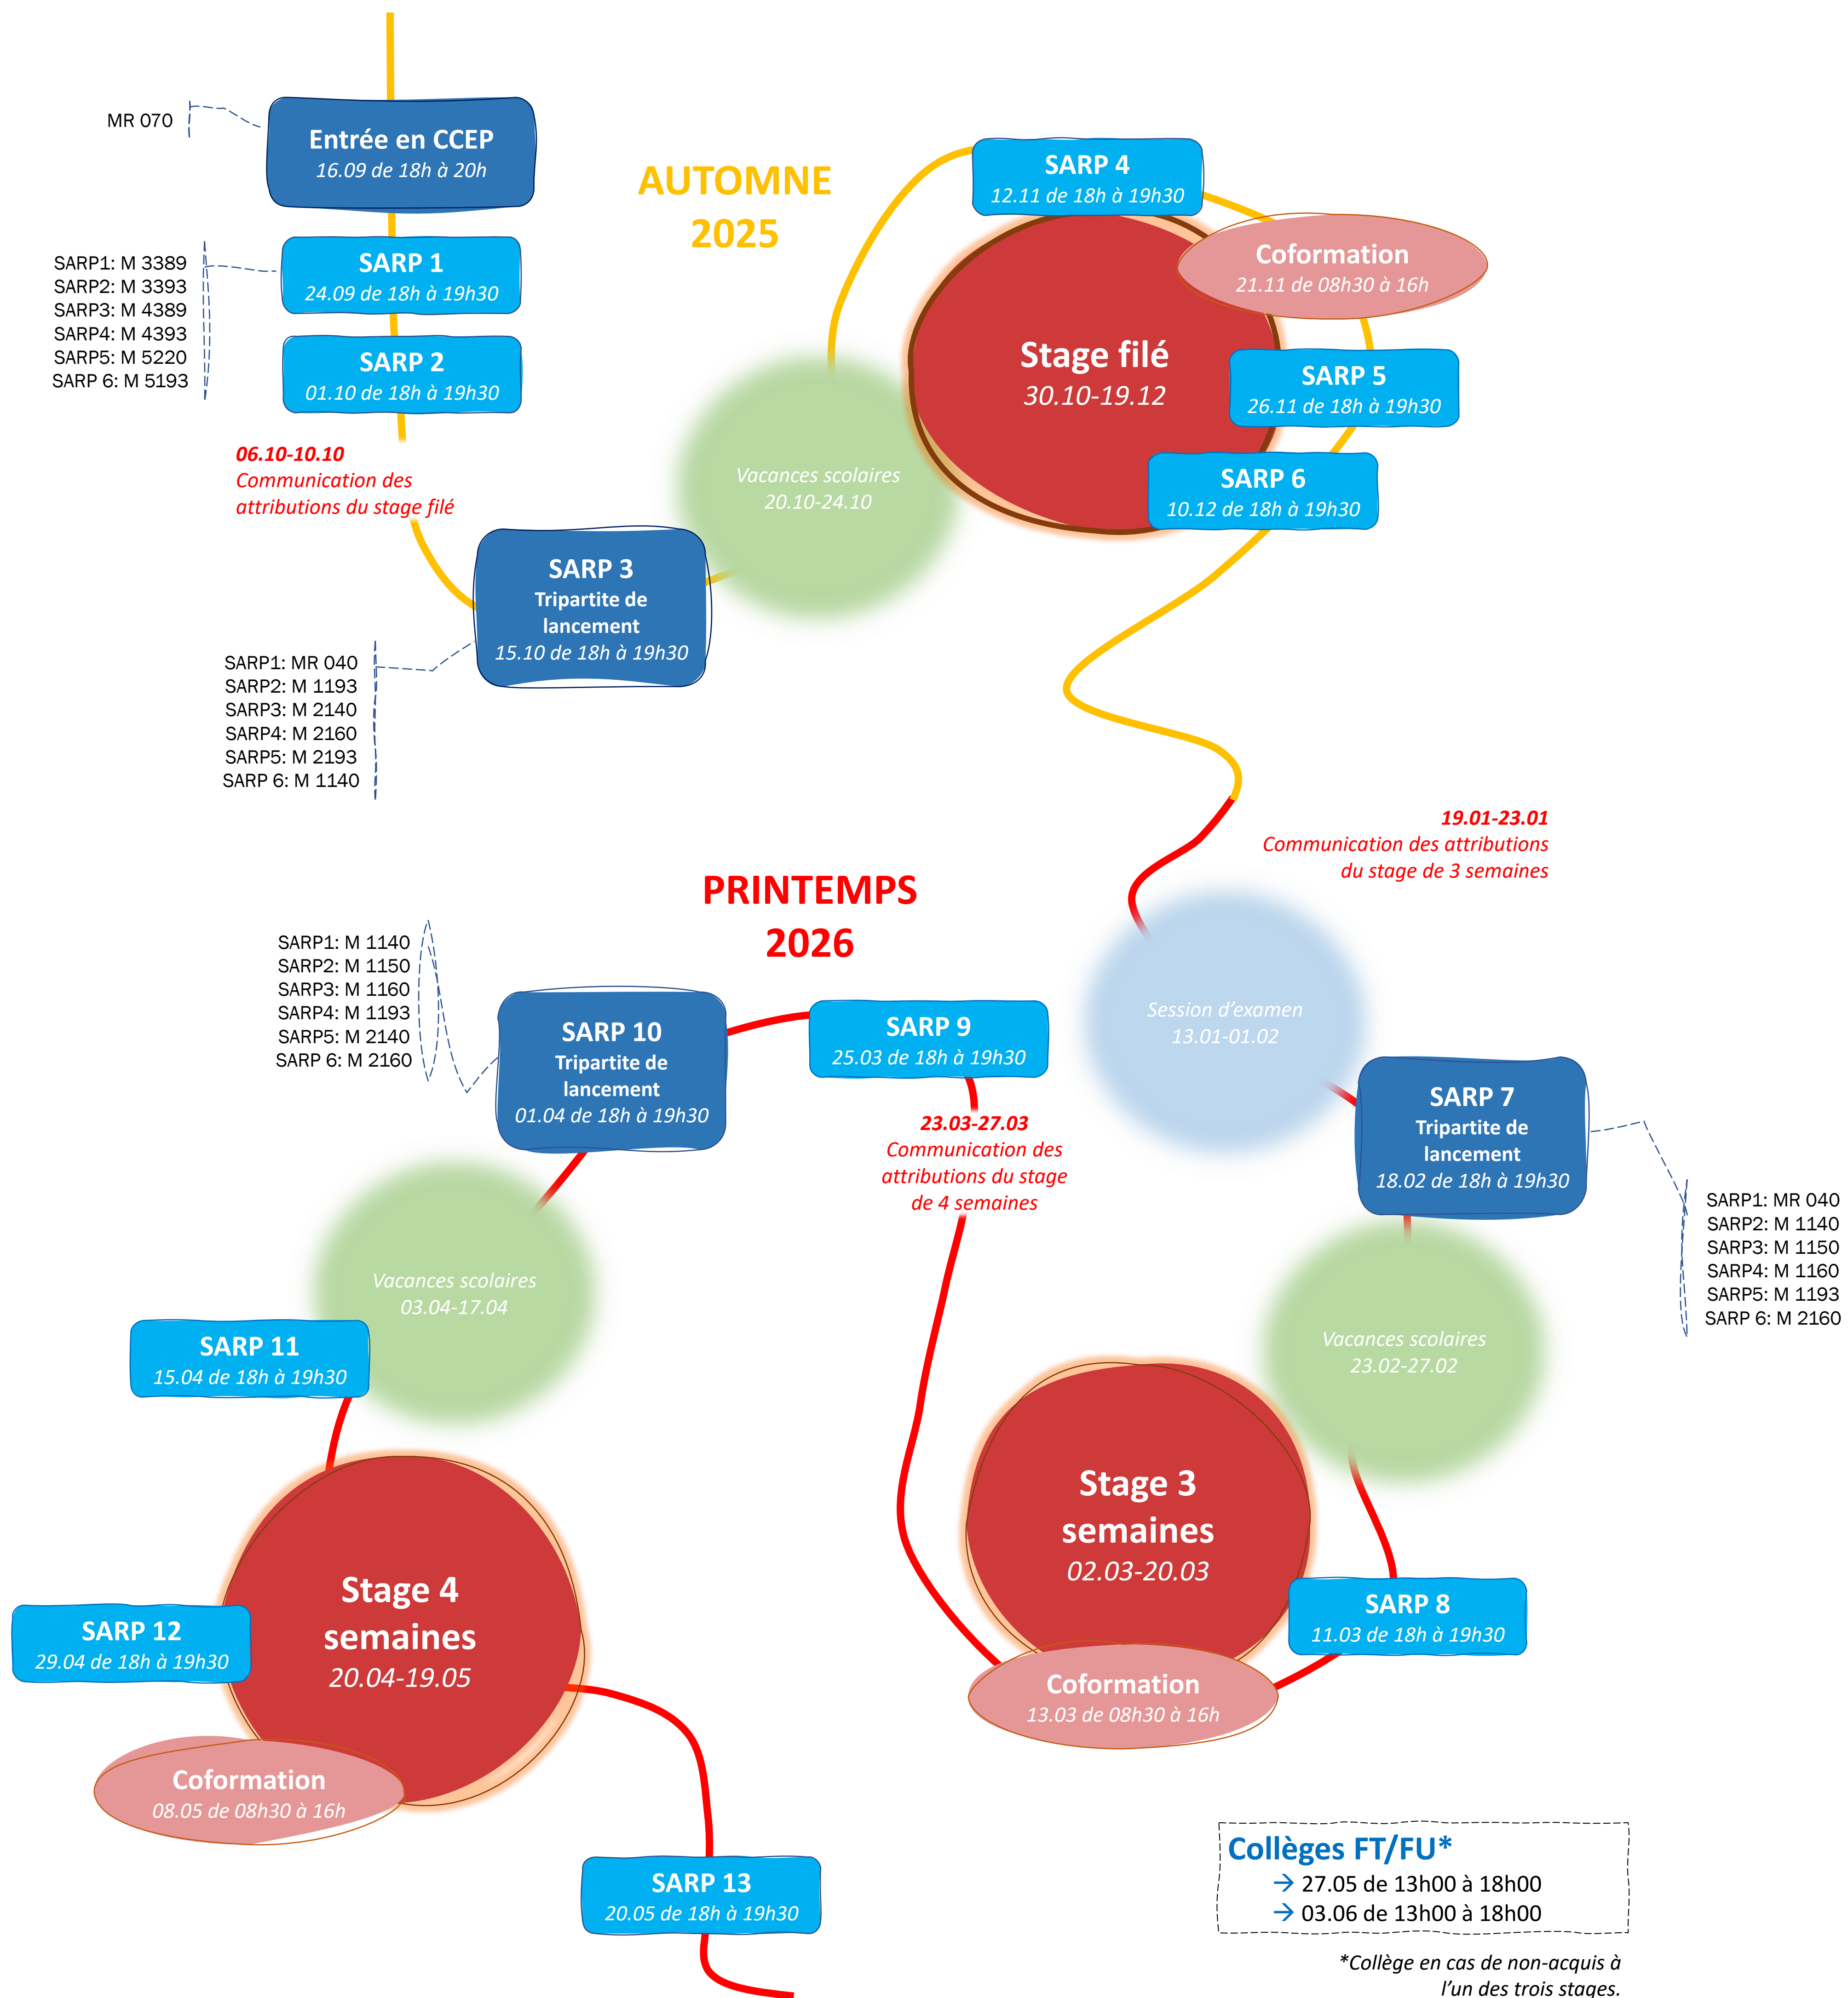 MR 070
Entrée en CCEP
16.09 de 18h à 20h
AUTOMNE
2025
SARP1: M 3389
SARP2: M 3393
SARP3: M 4389
SARP4: M 4393
SARP5: M 5220
SARP 6: M 5193
SARP 1
24.09 de 18h à 19h30
SARP 2
01.10 de 18h à 19h30
06.10-10.10
Communication des
attributions du stage filé
SARP 3
Tripartite de
lancement
15.10 de 18h à 19h30
SARP1: MR 040
SARP2: M 1193
SARP3: M 2140
SARP4: M 2160
SARP5: M 2193
SARP 6: M 1140
Vacances scolaires
20.10-24.10
SARP 4
12.11 de 18h à 19h30
Coformation
21.11 de 08h30 à 16h
Stage filé
30.10-19.12
SARP 5
26.11 de 18h à 19h30
SARP 6
10.12 de 18h à 19h30
19.01-23.01
Communication des attributions
du stage de 3 semaines
PRINTEMPS
2026
Session d’examen
13.01-01.02
SARP 7
Tripartite de
lancement
18.02 de 18h à 19h30
SARP1: MR 040
SARP2: M 1140
SARP3: M 1150
SARP4: M 1160
SARP5: M 1193
SARP 6: M 2160
Vacances scolaires
23.02-27.02
Stage 3
semaines
02.03-20.03
SARP 8
11.03 de 18h à 19h30
Coformation
13.03 de 08h30 à 16h
23.03-27.03
Communication des
attributions du stage
de 4 semaines
SARP 9
25.03 de 18h à 19h30
SARP 10
Tripartite de
lancement
01.04 de 18h à 19h30
SARP1: M 1140
SARP2: M 1150
SARP3: M 1160
SARP4: M 1193
SARP5: M 2140
SARP 6: M 2160
Vacances scolaires
03.04-17.04
SARP 11
15.04 de 18h à 19h30
Stage 4
semaines
20.04-19.05
SARP 12
29.04 de 18h à 19h30
Coformation
08.05 de 08h30 à 16h
SARP 13
20.05 de 18h à 19h30
Collèges FT/FU*
→ 27.05 de 13h00 à 18h00
→ 03.06 de 13h00 à 18h00
*Collège en cas de non-acquis à
l’un des trois stages.